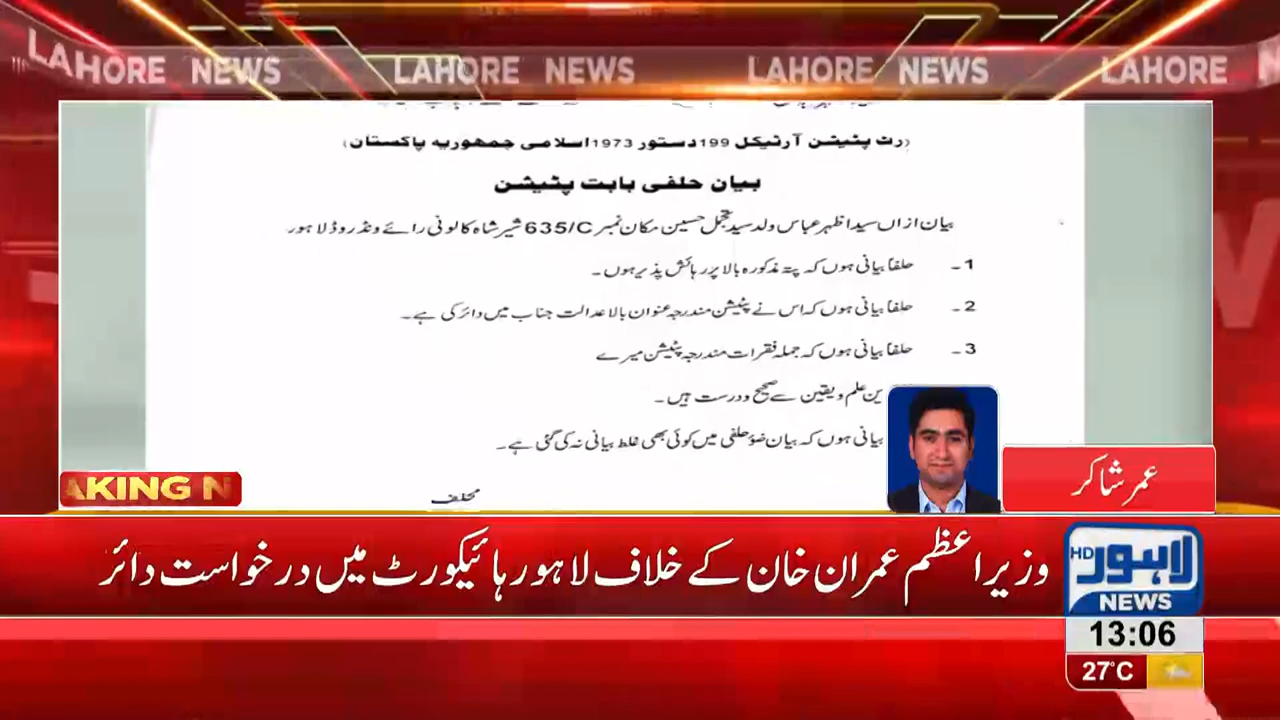 LAHORE NEWS LAHORE NEWS LAHORE NEWS LAHORE
(رٹ پٹیشن آرٹیکل 199 دستور 1973 اسلامی جمہوریہ پاکستان)
بیان حلفی بابت پٹیشن
بیان ازاں سید اظہر عباس ولد سید تجمل حسین مکان نمبر 635/C شیر شاہ کالونی رائے ونڈ روڈ لاہور
1۔ حلفا بیانی ہوں کہ پتہ مذکورہ بالا پر رہائش پذیر ہوں۔
2۔ حلفا بیانی ہوں کہ اس نے پٹیشن مندرجہ عنوان بالا عدالت جناب میں دائر کی ہے۔
3۔ حلفا بیانی ہوں کہ جملہ فقرات مندرجہ پٹیشن میرے
ین علم و یقین سے صحیح و درست ہیں۔
بیانی ہوں کہ بیان ضؤ حلفی میں کوئی بھی غلط بیانی نہ کی گئی ہے۔
محلف
AKING N
عمر شاکر
وزیراعظم عمران خان کے خلاف لاہور ہائیکورٹ میں درخواست دائر
HD لاہور
NEWS
13:06
27°C